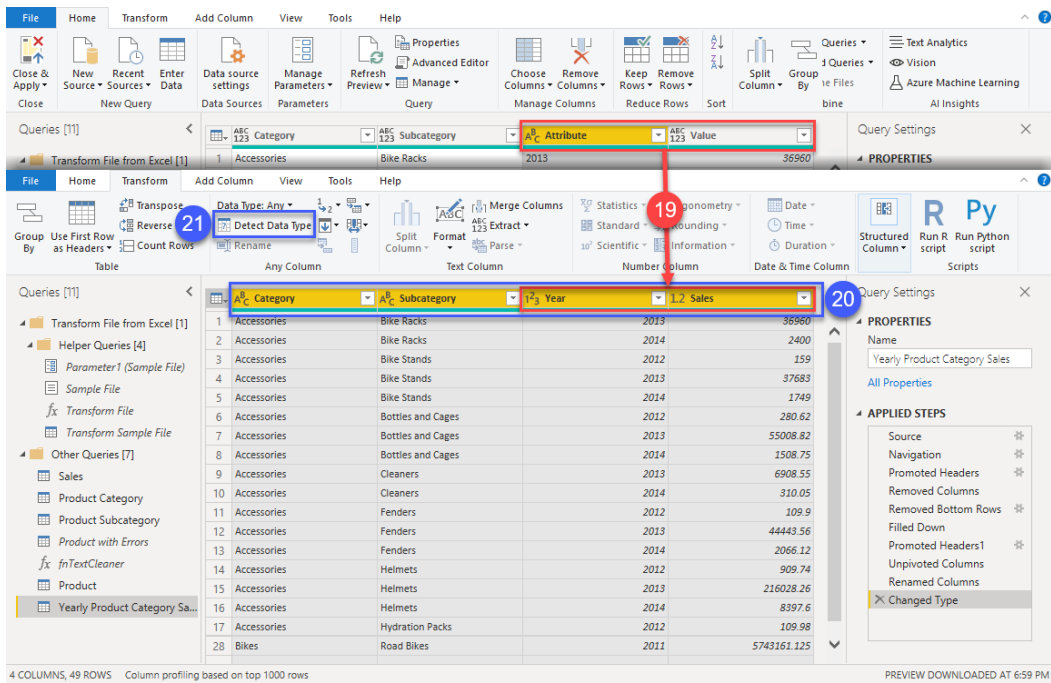 File Home Transform Add Column View Tools Help
Properties
Advanced Editor
Manage
Queries
Queries
Files
Text Analytics
Vision
Azure Machine Learning
Close & Apply New Source Recent Sources Enter Data Data source settings Manage Parameters Refresh Preview Choose Columns Remove Columns Keep Rows Remove Rows Split Column Group By
Close New Query Data Sources Parameters Query Manage Columns Reduce Rows Sort bine AI Insights
Queries [11]
ABC 123 Category ABC 123 Subcategory ABC Attribute ABC 123 Value
Query Settings
Transform File from Excel [1]
1 Accessories Bike Racks 2013 36960
PROPERTIES
File Home Transform Add Column View Tools Help
Transpose
Reverse
Count Rows
21
Data Type: Any
Detect Data Type
Rename
Merge Columns
Extract
Parse
Statistics
Standard
Scientific
19
gonometry
ounding
Information
Date
Time
Duration
Group By Use First Row as Headers Split Column Format Structured Column Run R script Run Python script
Table Any Column Text Column Number Column Date & Time Column Scripts
Queries [11]
ABC Category ABC Subcategory 123 Year 1.2 Sales
20
Query Settings
1 Accessories Bike Racks 2013 36960
2 Accessories Bike Racks 2014 2400
3 Accessories Bike Stands 2012 159
4 Accessories Bike Stands 2013 37683
5 Accessories Bike Stands 2014 1749
6 Accessories Bottles and Cages 2012 280.62
7 Accessories Bottles and Cages 2013 55008.82
8 Accessories Bottles and Cages 2014 1508.75
9 Accessories Cleaners 2013 6908.55
10 Accessories Cleaners 2014 310.05
11 Accessories Fenders 2012 109.9
12 Accessories Fenders 2013 44443.56
13 Accessories Fenders 2014 2066.12
14 Accessories Helmets 2012 909.74
15 Accessories Helmets 2013 216028.26
16 Accessories Helmets 2014 8397.6
17 Accessories Hydration Packs 2012 109.98
28 Bikes Road Bikes 2011 5743161.125
Transform File from Excel [1]
Helper Queries [4]
Parameter1 (Sample File)
Sample File
fx Transform File
Transform Sample File
Other Queries [7]
Sales
Product Category
Product Subcategory
Product with Errors
fx fnTextCleaner
Product
Yearly Product Category Sa...
PROPERTIES
Name
Yearly Product Category Sales
All Properties
APPLIED STEPS
Source
Navigation
Promoted Headers
Removed Columns
Removed Bottom Rows
Filled Down
Promoted Headers1
Unpivoted Columns
Renamed Columns
Changed Type
4 COLUMNS, 49 ROWS Column profiling based on top 1000 rows
PREVIEW DOWNLOADED AT 6:59 PM